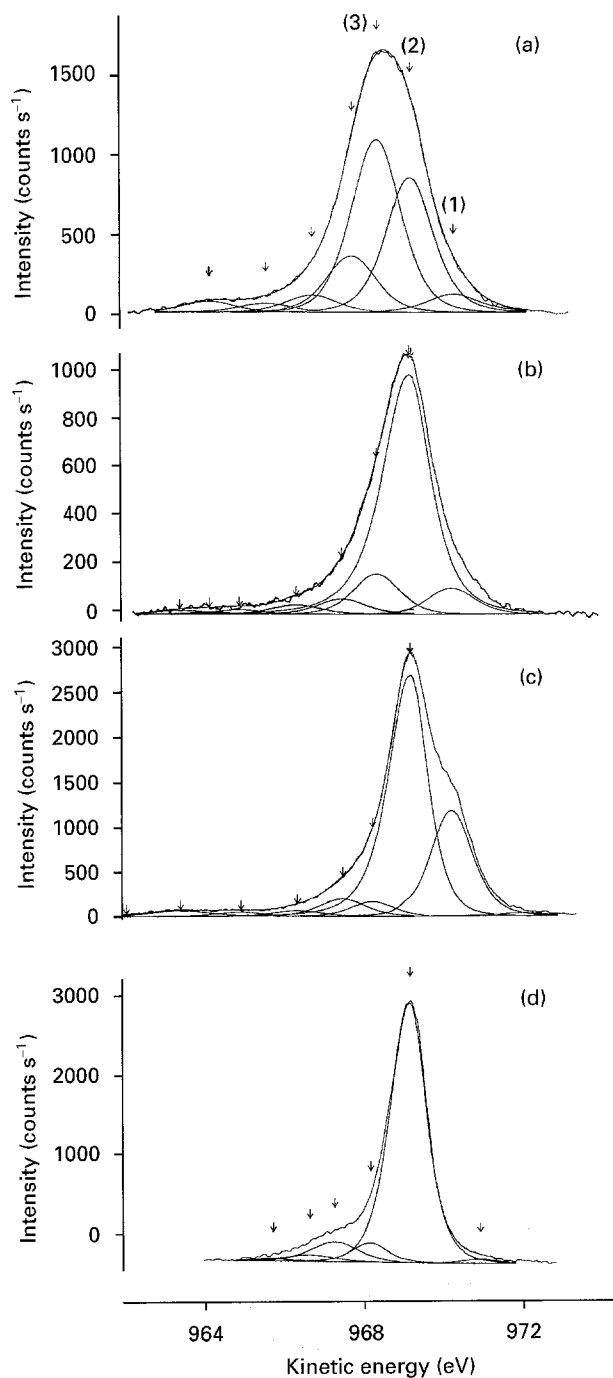 (3)
(2)
(a)
(1)
1500
1000
500
0
Intensity (counts s⁻¹)
(b)
1000
800
600
400
200
0
Intensity (counts s⁻¹)
(c)
3000
2500
2000
1500
1000
500
0
Intensity (counts s⁻¹)
(d)
3000
2000
1000
0
Intensity (counts s⁻¹)
964 968 972
Kinetic energy (eV)